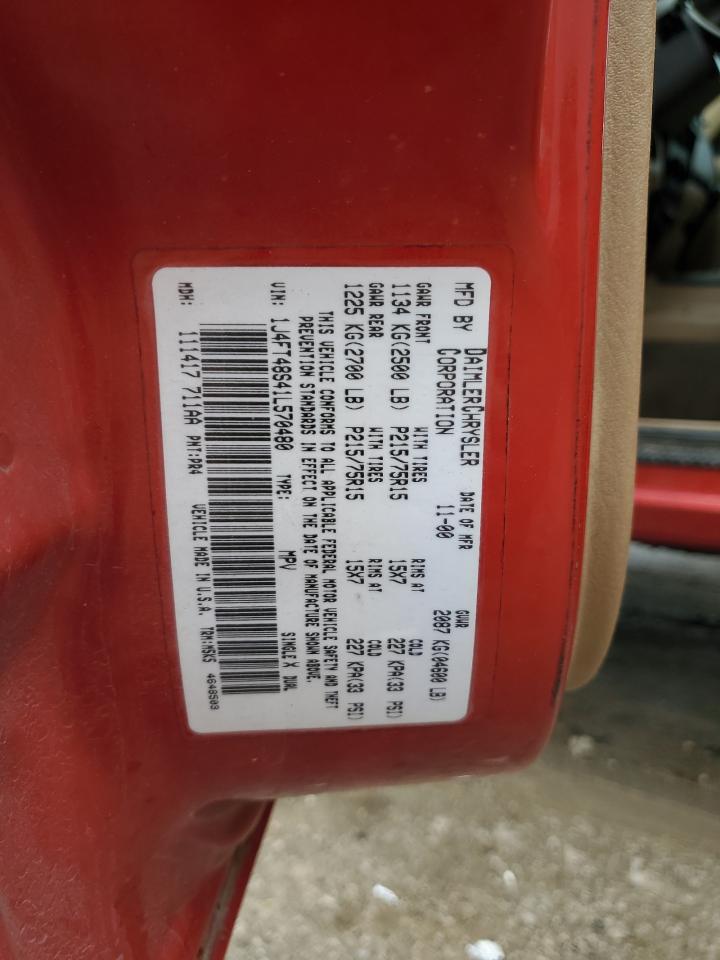 MFD BY DAIMLERCHRYSLER CORPORATION
DATE OF MFR 11-00
GVWR 2087 KG(04600 LB)
GAWR FRONT WITH TIRES RIMS AT COLD
1134 KG(2500 LB) P215/75R15 15X7 227 KPA(33 PSI)
GAWR REAR WITH TIRES RIMS AT COLD
1225 KG(2700 LB) P215/75R15 15X7 227 KPA(33 PSI)
THIS VEHICLE CONFORMS TO ALL APPLICABLE FEDERAL MOTOR VEHICLE SAFETY AND THEFT
PREVENTION STANDARDS IN EFFECT ON THE DATE OF MANUFACTURE SHOWN ABOVE.
VIN: 1J4FT48S41L570480 TYPE: MPV SINGLE X DUAL
MDH: 111417 711AA PNT:PR4 VEHICLE MADE IN U.S.A. TRM:N5K5 4648503